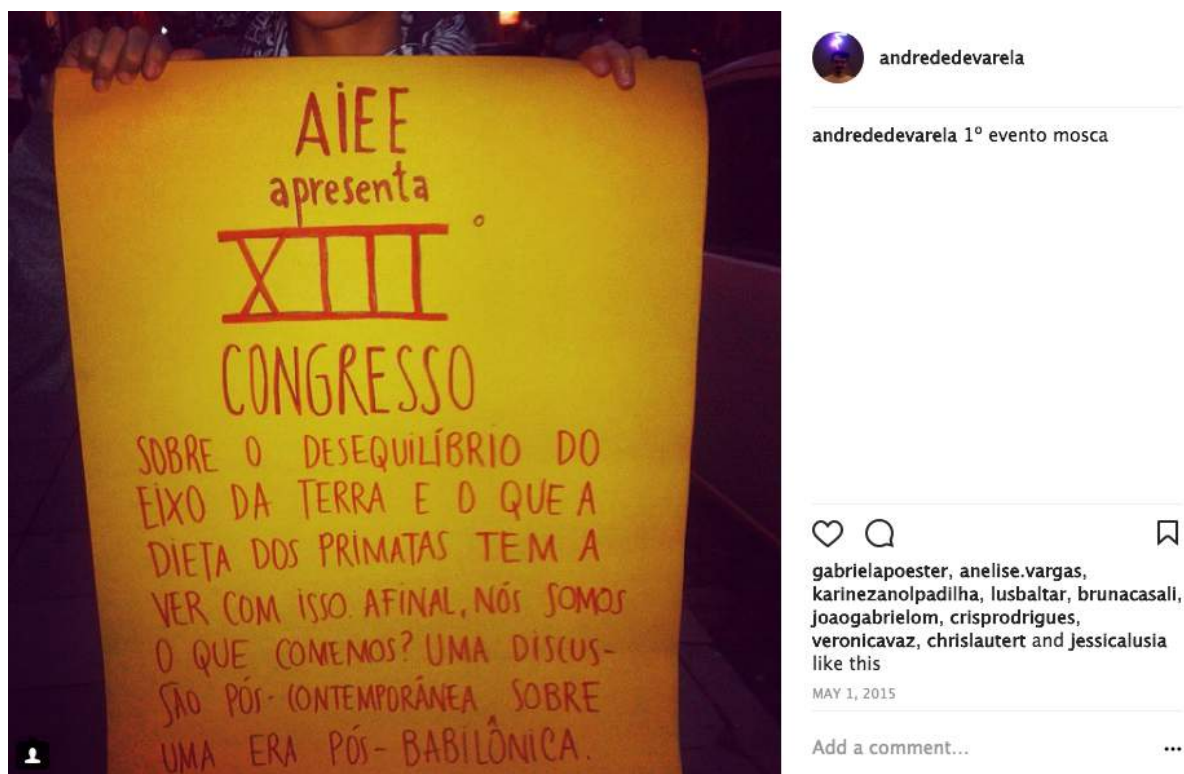 AIEE
apresenta
XIII º
CONGRESSO
SOBRE O DESEQUILÍBRIO DO
EIXO DA TERRA E O QUE A
DIETA DOS PRIMATAS TEM A
VER COM ISSO. AFINAL, NÓS SOMOS
O QUE COMEMOS? UMA DISCUS-
SÃO PÓS-CONTEMPORÂNEA SOBRE
UMA ERA PÓS-BABILÔNICA.
andrededevarela
andrededevarela 1º evento mosca
gabrielapoester, anelise.vargas,
karinezanolpadilha, lusbaltar, brunacasali,
joaogabrielom, crisprodrigues,
veronicavaz, chrislautert and jessicalusia
like this
MAY 1, 2015
Add a comment...